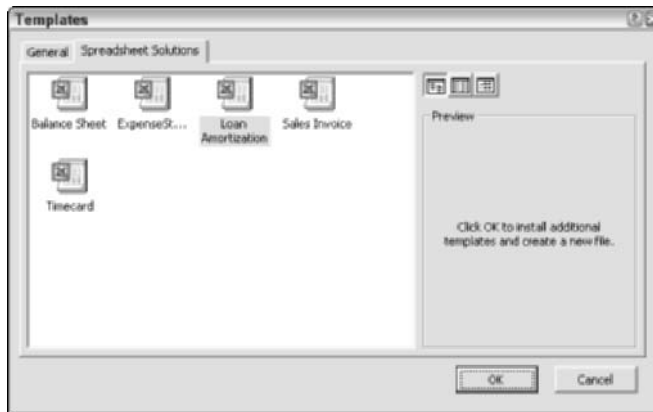 Templates
General Spreadsheet Solutions
Balance Sheet ExpenseSt... Loan Amortization Sales Invoice
Timecard
Preview
Click OK to install additional
templates and create a new file.
OK Cancel